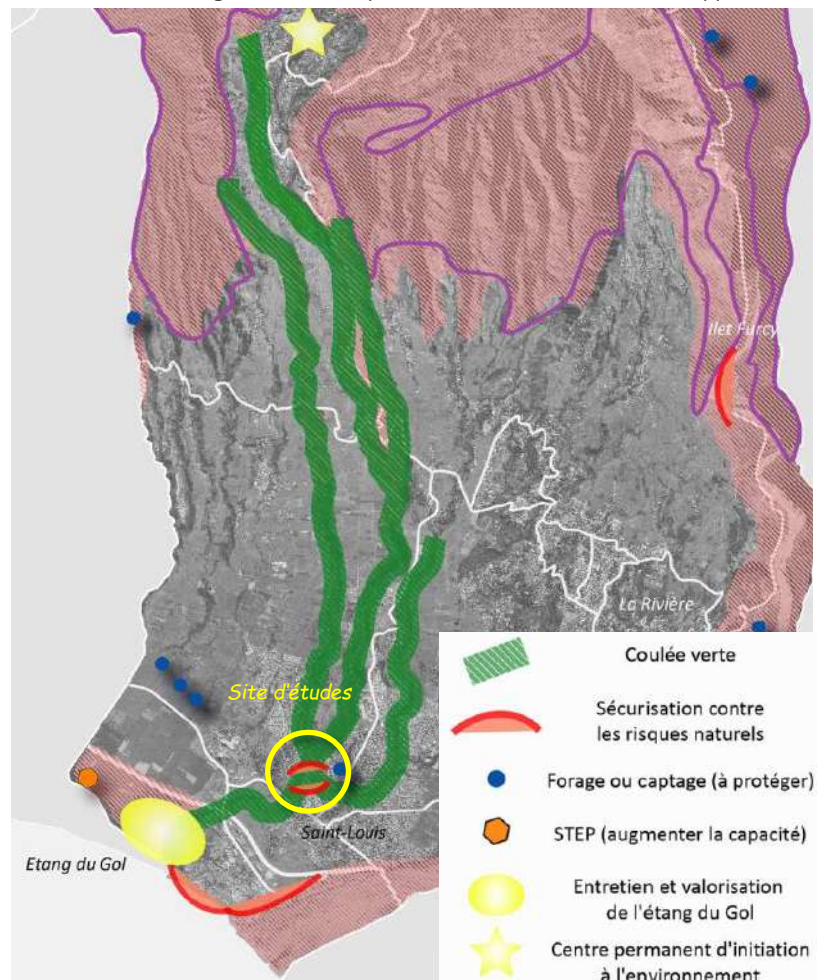 Ilet Furcy
La Rivière
Site d'études
Saint-Louis
Etang du Gol
Coulée verte
Sécurisation contre
les risques naturels
Forage ou captage (à protéger)
STEP (augmenter la capacité)
Entretien et valorisation
de l'étang du Gol
Centre permanent d'initiation
à l'environnement